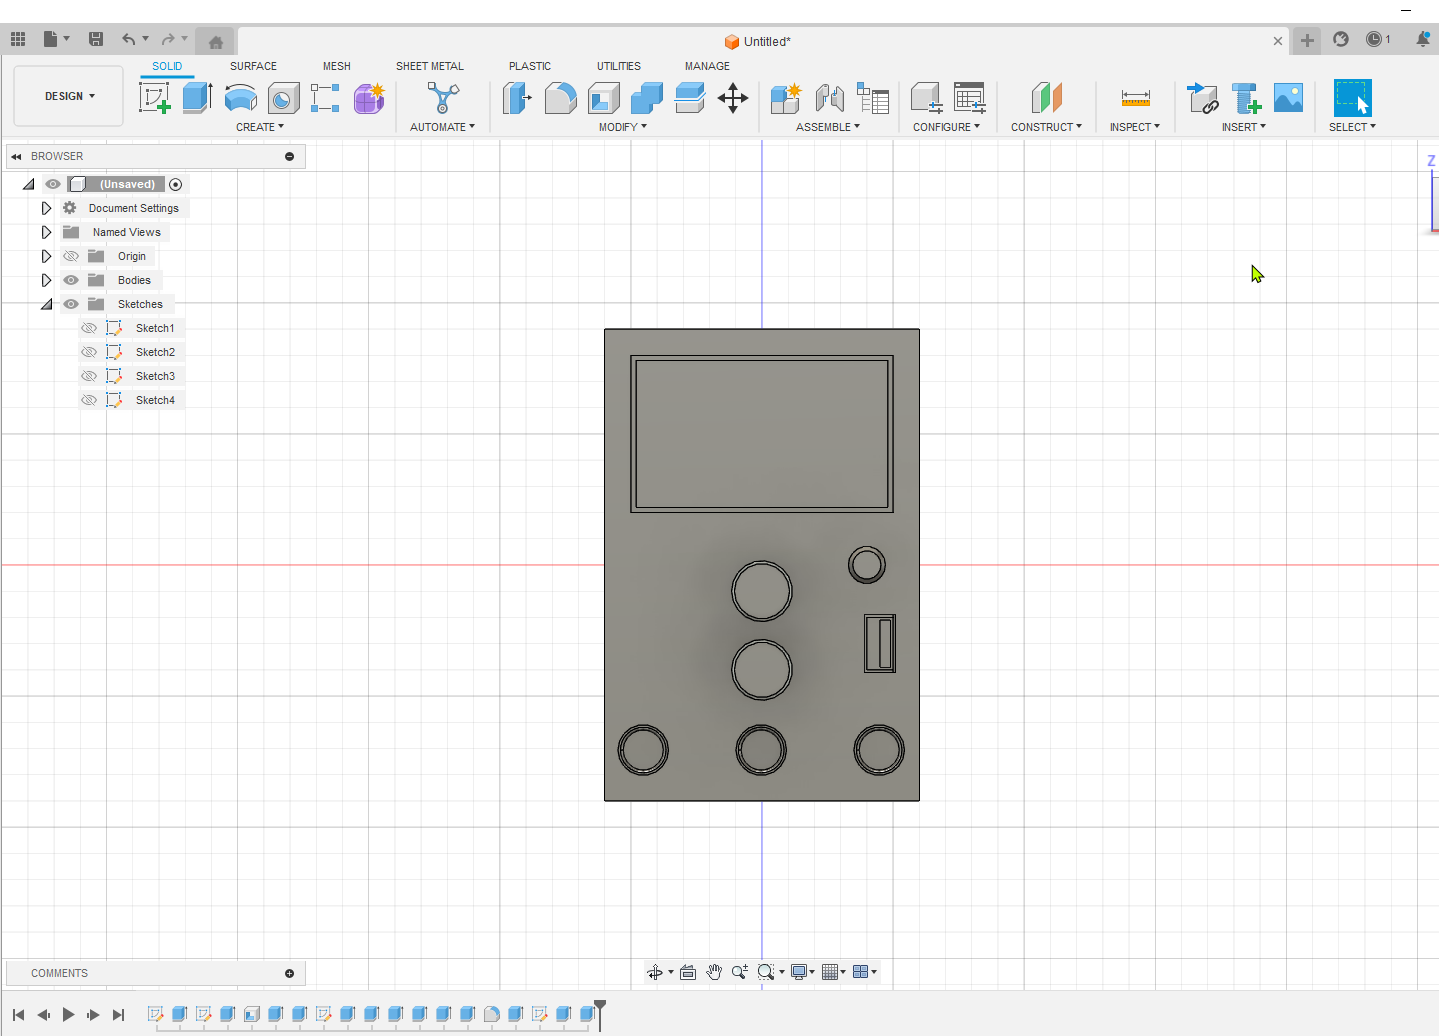 Untitled*
1
SOLID SURFACE MESH SHEET METAL PLASTIC UTILITIES MANAGE
DESIGN
CREATE AUTOMATE MODIFY ASSEMBLE CONFIGURE CONSTRUCT INSPECT INSERT SELECT
BROWSER
Z
(Unsaved)
Document Settings
Named Views
Origin
Bodies
Sketches
Sketch1
Sketch2
Sketch3
Sketch4
COMMENTS